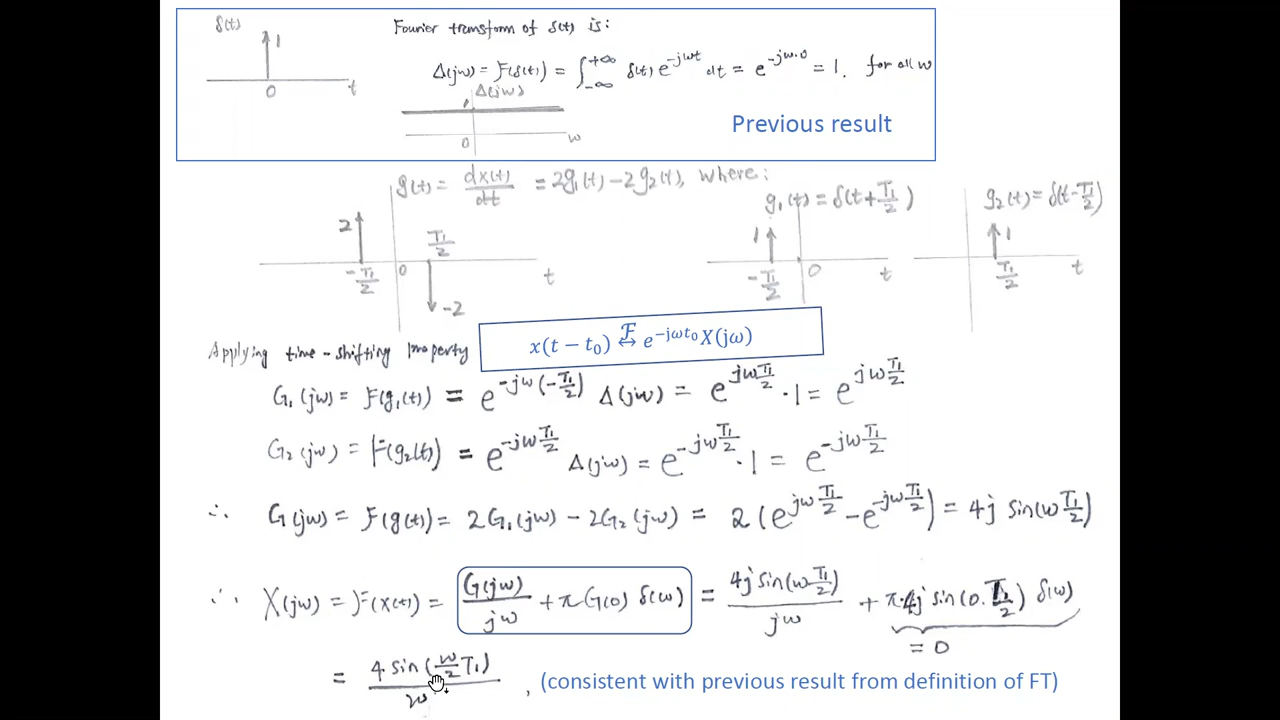 δ(t)
1
0
t
Fourier transform of δ(t) is:
Δ(jω) = F(δ(t)) = ∫_{-∞}^{+∞} δ(t) e^{-jωt} dt = e^{-jω·0} = 1. for all ω
Δ(jω)
1
0
ω
Previous result
g(t) = dx(t)/dt = 2g₁(t) - 2g₂(t), where:
g₁(t) = δ(t + T₁/2)
g₂(t) = δ(t - T₁/2)
2
T₁/2
-T₁/2
0
t
-2
1
-T₁/2
0
t
1
T₁/2
t
Applying time-shifting property
x(t − t₀) ℱ↔ e^{−jωt₀}X(jω)
G₁(jω) = F(g₁(t)) = e^{-jω(-T₁/2)} Δ(jω) = e^{jωT₁/2} · 1 = e^{jωT₁/2}
G₂(jω) = F(g₂(t)) = e^{-jωT₁/2} Δ(jω) = e^{-jωT₁/2} · 1 = e^{-jωT₁/2}
∴ G(jω) = F(g(t)) = 2G₁(jω) - 2G₂(jω) = 2(e^{jωT₁/2} - e^{-jωT₁/2}) = 4j sin(ωT₁/2)
∴ X(jω) = F(x(t)) = G(jω)/jω + πG(0) δ(ω) = 4j sin(ω T₁/2)/jω + π·4j sin(0·T₁/2) δ(ω)
= 0
= 4 sin(ω/2 T₁)/ω , (consistent with previous result from definition of FT)